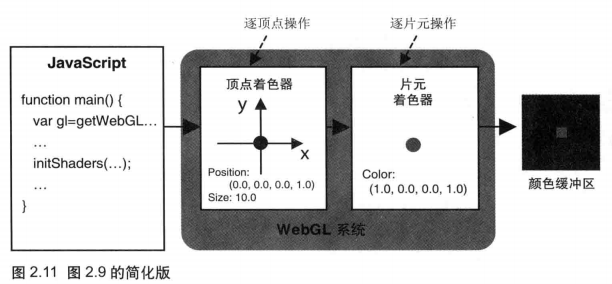 逐顶点操作
逐片元操作
JavaScript
function main() {
var gl=getWebGL…
…
initShaders(…);
…
}
顶点着色器
y
x
Position:
(0.0, 0.0, 0.0, 1.0)
Size: 10.0
片元
着色器
Color:
(1.0, 0.0, 0.0, 1.0)
WebGL 系统
颜色缓冲区
图 2.11 图 2.9 的简化版